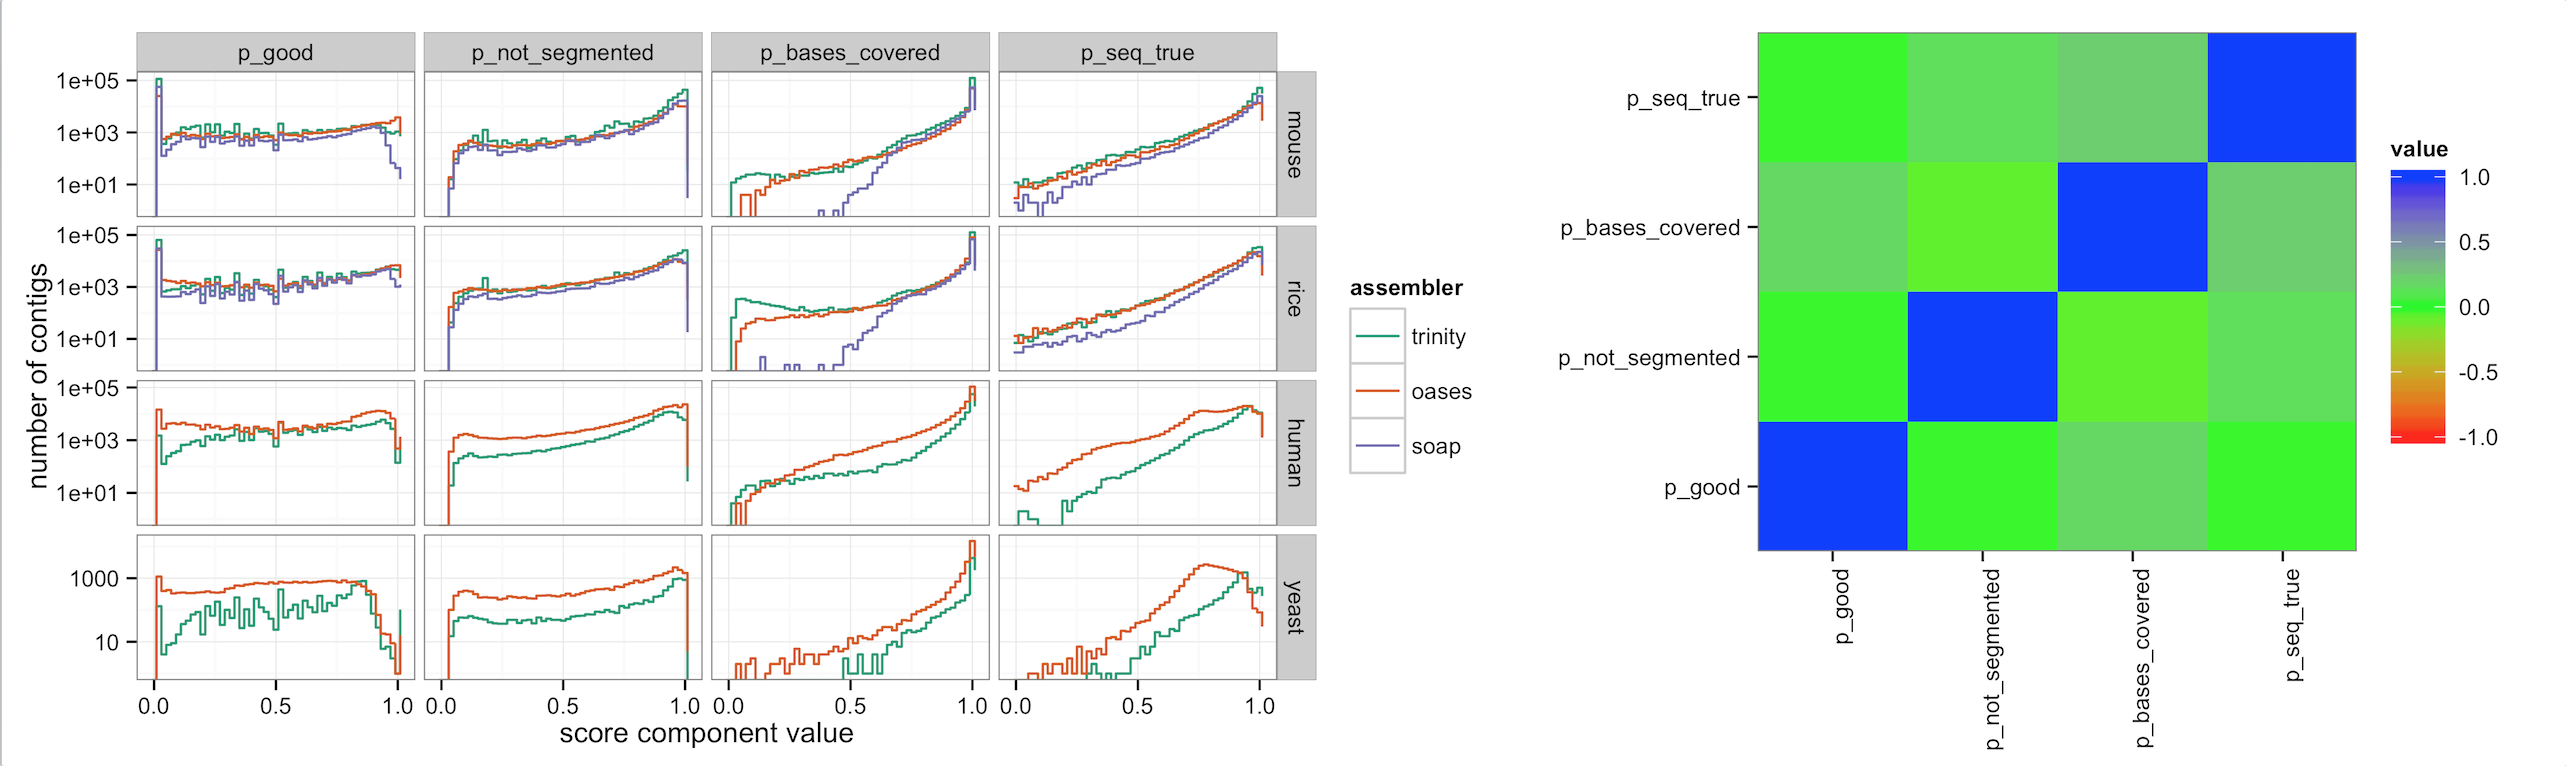 p_good p_not_segmented p_bases_covered p_seq_true
1e+05
1e+03
1e+01
mouse
1e+05
1e+03
1e+01
rice
1e+05
1e+03
1e+01
human
1000
10
yeast
number of contigs
0.0 0.5 1.0 0.0 0.5 1.0 0.0 0.5 1.0 0.0 0.5 1.0
score component value
assembler
trinity
oases
soap
p_seq_true
p_bases_covered
p_not_segmented
p_good
p_good
p_not_segmented
p_bases_covered
p_seq_true
value
1.0
0.5
0.0
-0.5
-1.0